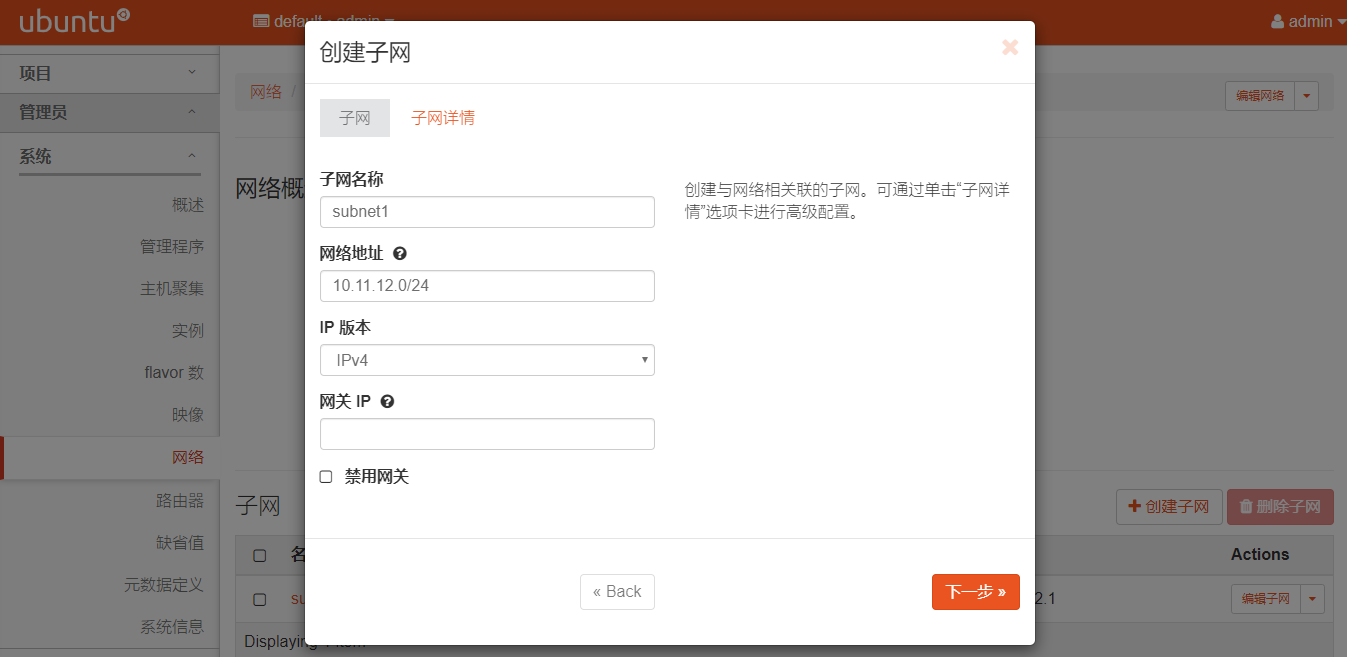 ubuntu
default · admin
admin
项目
管理员
系统
概述
管理程序
主机聚集
实例
flavor 数
映像
网络
路由器
缺省值
元数据定义
系统信息
网络 /
编辑网络
网络概
创建子网
子网
子网详情
子网名称
subnet1
网络地址
10.11.12.0/24
IP 版本
IPv4
网关 IP
禁用网关
创建与网络相关联的子网。可通过单击“子网详
情”选项卡进行高级配置。
« Back
下一步 »
子网
创建子网
删除子网
名
Actions
su
2.1
编辑子网
Displaying 1 item